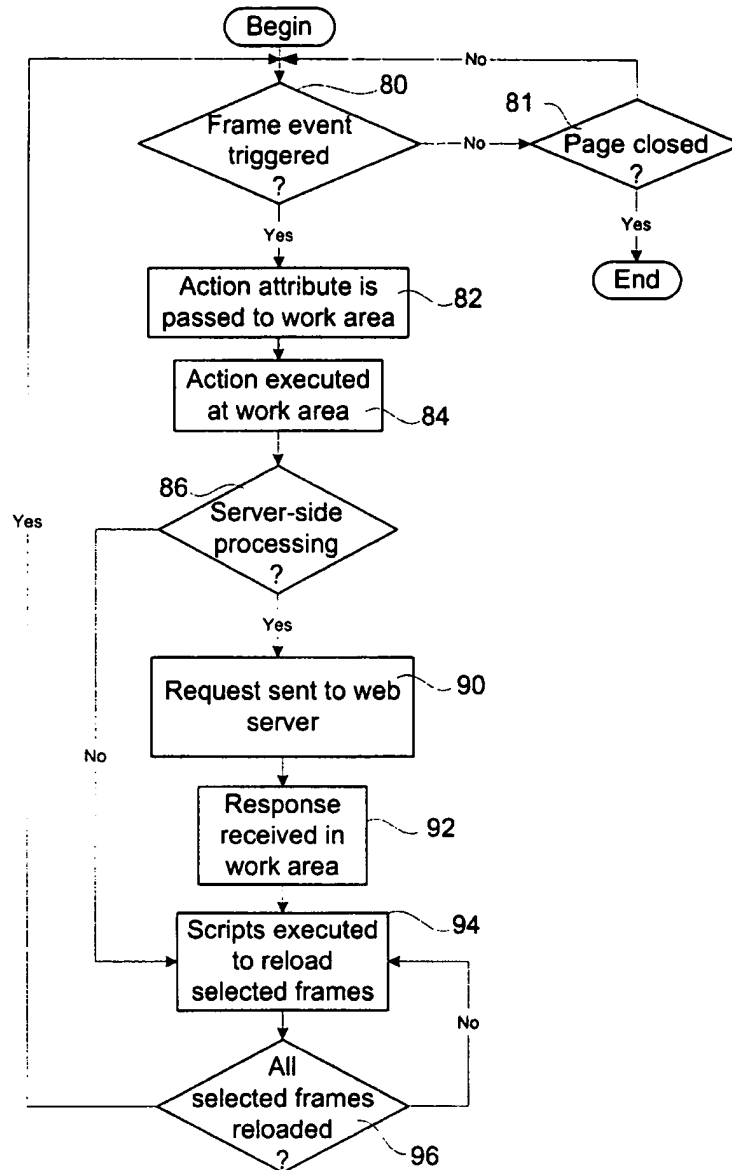 Begin
No
80
81
Frame event
triggered
?
No
Page closed
?
Yes
Yes
End
Action attribute is
passed to work area
82
Action executed
at work area
84
86
Yes
Server-side
processing
?
Yes
Request sent to web
server
90
No
Response
received in
work area
92
Scripts executed
to reload
selected frames
94
No
All
selected frames
reloaded
?
96